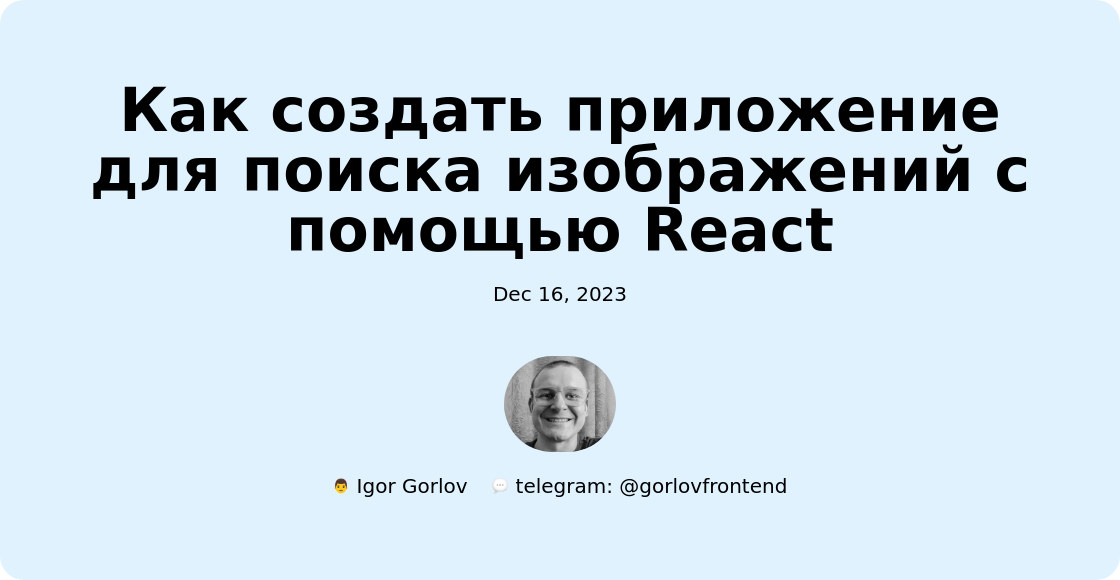 Как создать приложение
для поиска изображений с
помощью React
Dec 16, 2023
👨 Igor Gorlov 💬 telegram: @gorlovfrontend